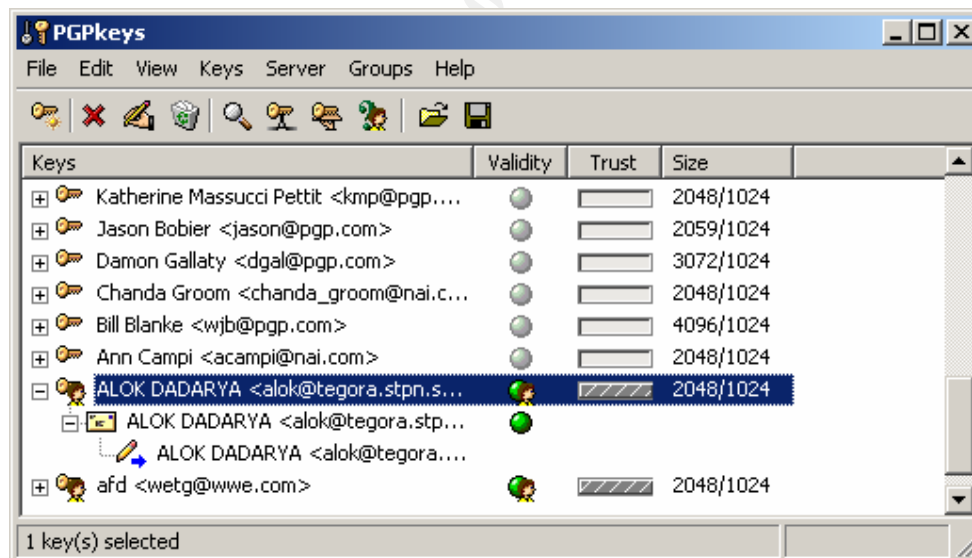 PGPkeys
File Edit View Keys Server Groups Help
Keys Validity Trust Size
Katherine Massucci Pettit <kmp@pgp.... 2048/1024
Jason Bobier <jason@pgp.com> 2059/1024
Damon Gallaty <dgal@pgp.com> 3072/1024
Chanda Groom <chanda_groom@nai.c... 2048/1024
Bill Blanke <wjb@pgp.com> 4096/1024
Ann Campi <acampi@nai.com> 2048/1024
ALOK DADARYA <alok@tegora.stpn.s... 2048/1024
ALOK DADARYA <alok@tegora.stp...
ALOK DADARYA <alok@tegora....
afd <wetg@wwe.com> 2048/1024
1 key(s) selected